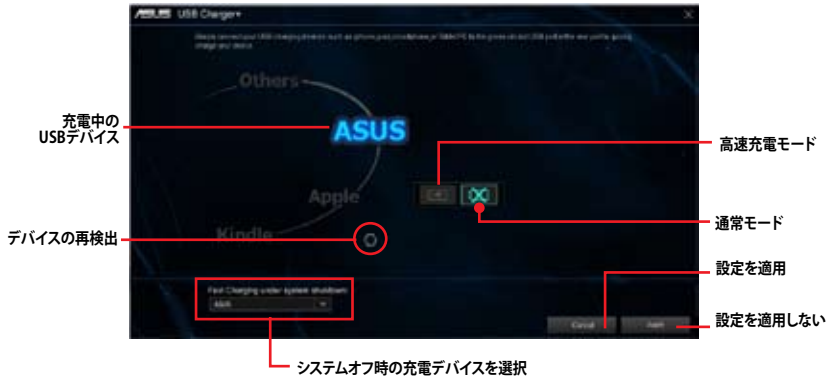 ASUS USB Charger+
Others
充電中の
USBデバイス
ASUS
高速充電モード
Apple
通常モード
Kindle
デバイスの再検出
設定を適用
Fast Charging under system shutdown:
ASUS
Cancel
設定を適用しない
システムオフ時の充電デバイスを選択